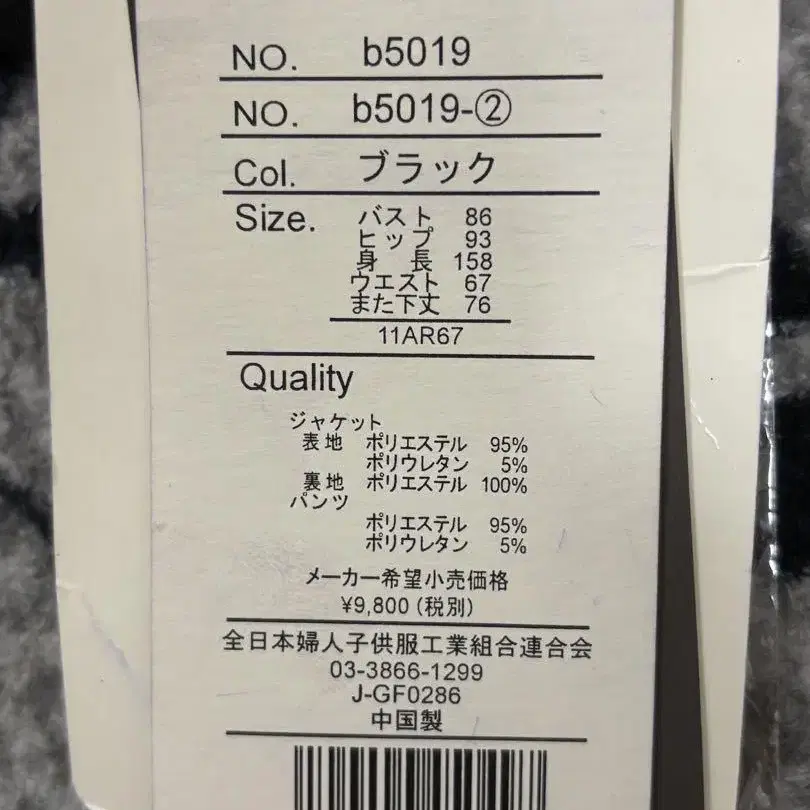 NO. b5019
NO. b5019-②
Col. ブラック
Size. バスト 86
ヒップ 93
身 長 158
ウエスト 67
また下丈 76
11AR67
Quality
ジャケット
表地 ポリエステル 95%
ポリウレタン 5%
裏地 ポリエステル 100%
パンツ
ポリエステル 95%
ポリウレタン 5%
メーカー希望小売価格
¥9,800 (税別)
全日本婦人子供服工業組合連合会
03-3866-1299
J-GF0286
中国製